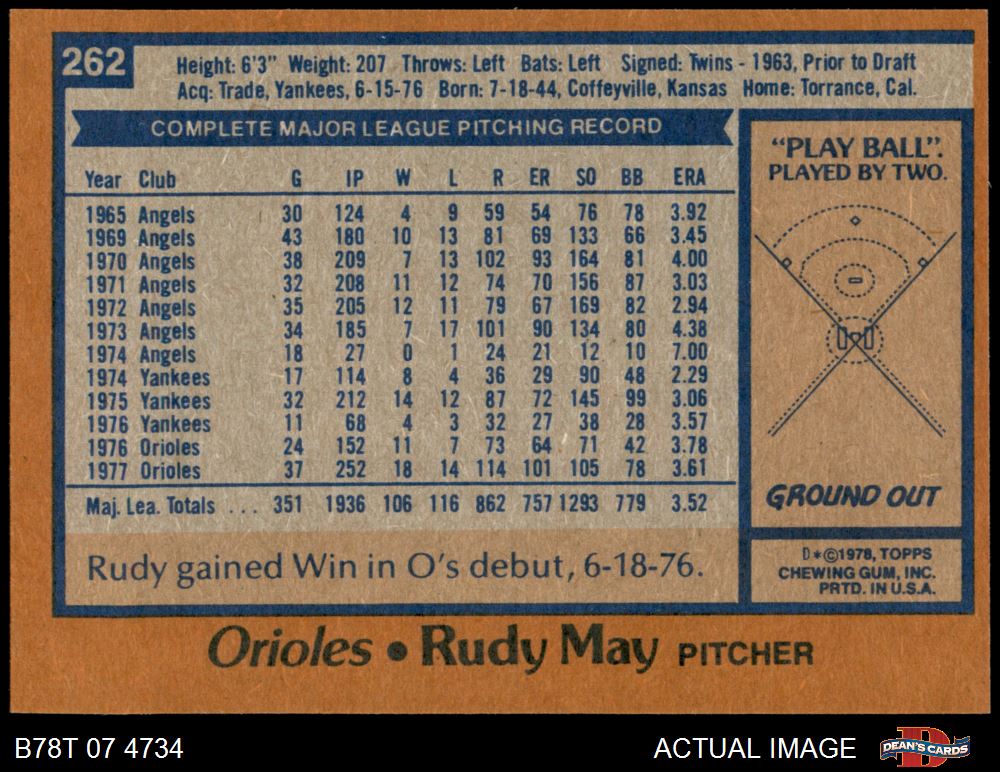 262
Height: 6'3" Weight: 207 Throws: Left Bats: Left Signed: Twins - 1963, Prior to Draft
Acq: Trade, Yankees, 6-15-76 Born: 7-18-44, Coffeyville, Kansas Home: Torrance, Cal.
COMPLETE MAJOR LEAGUE PITCHING RECORD
Year Club G IP W L R ER SO BB ERA
1965 Angels 30 124 4 9 59 54 76 78 3.92
1969 Angels 43 180 10 13 81 69 133 66 3.45
1970 Angels 38 209 7 13 102 93 164 81 4.00
1971 Angels 32 208 11 12 74 70 156 87 3.03
1972 Angels 35 205 12 11 79 67 169 82 2.94
1973 Angels 34 185 7 17 101 90 134 80 4.38
1974 Angels 18 27 0 1 24 21 12 10 7.00
1974 Yankees 17 114 8 4 36 29 90 48 2.29
1975 Yankees 32 212 14 12 87 72 145 99 3.06
1976 Yankees 11 68 4 3 32 27 38 28 3.57
1976 Orioles 24 152 11 7 73 64 71 42 3.78
1977 Orioles 37 252 18 14 114 101 105 78 3.61
Maj. Lea. Totals ... 351 1936 106 116 862 757 1293 779 3.52
Rudy gained Win in O's debut, 6-18-76.
"PLAY BALL".
PLAYED BY TWO.
GROUND OUT
D*©1978, TOPPS
CHEWING GUM, INC.
PRTD. IN U.S.A.
Orioles • Rudy May PITCHER
B78T 07 4734
ACTUAL IMAGE
D
DEAN'S CARDS